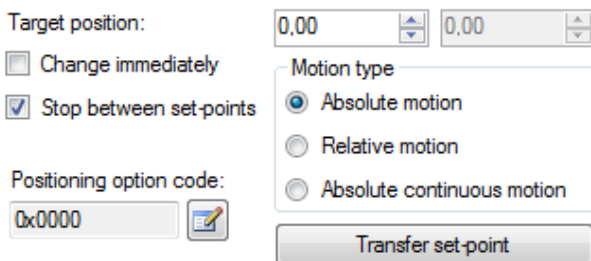 Target position:
0,00
0,00
Change immediately
Stop between set-points
Motion type
Absolute motion
Relative motion
Absolute continuous motion
Positioning option code:
0x0000
Transfer set-point